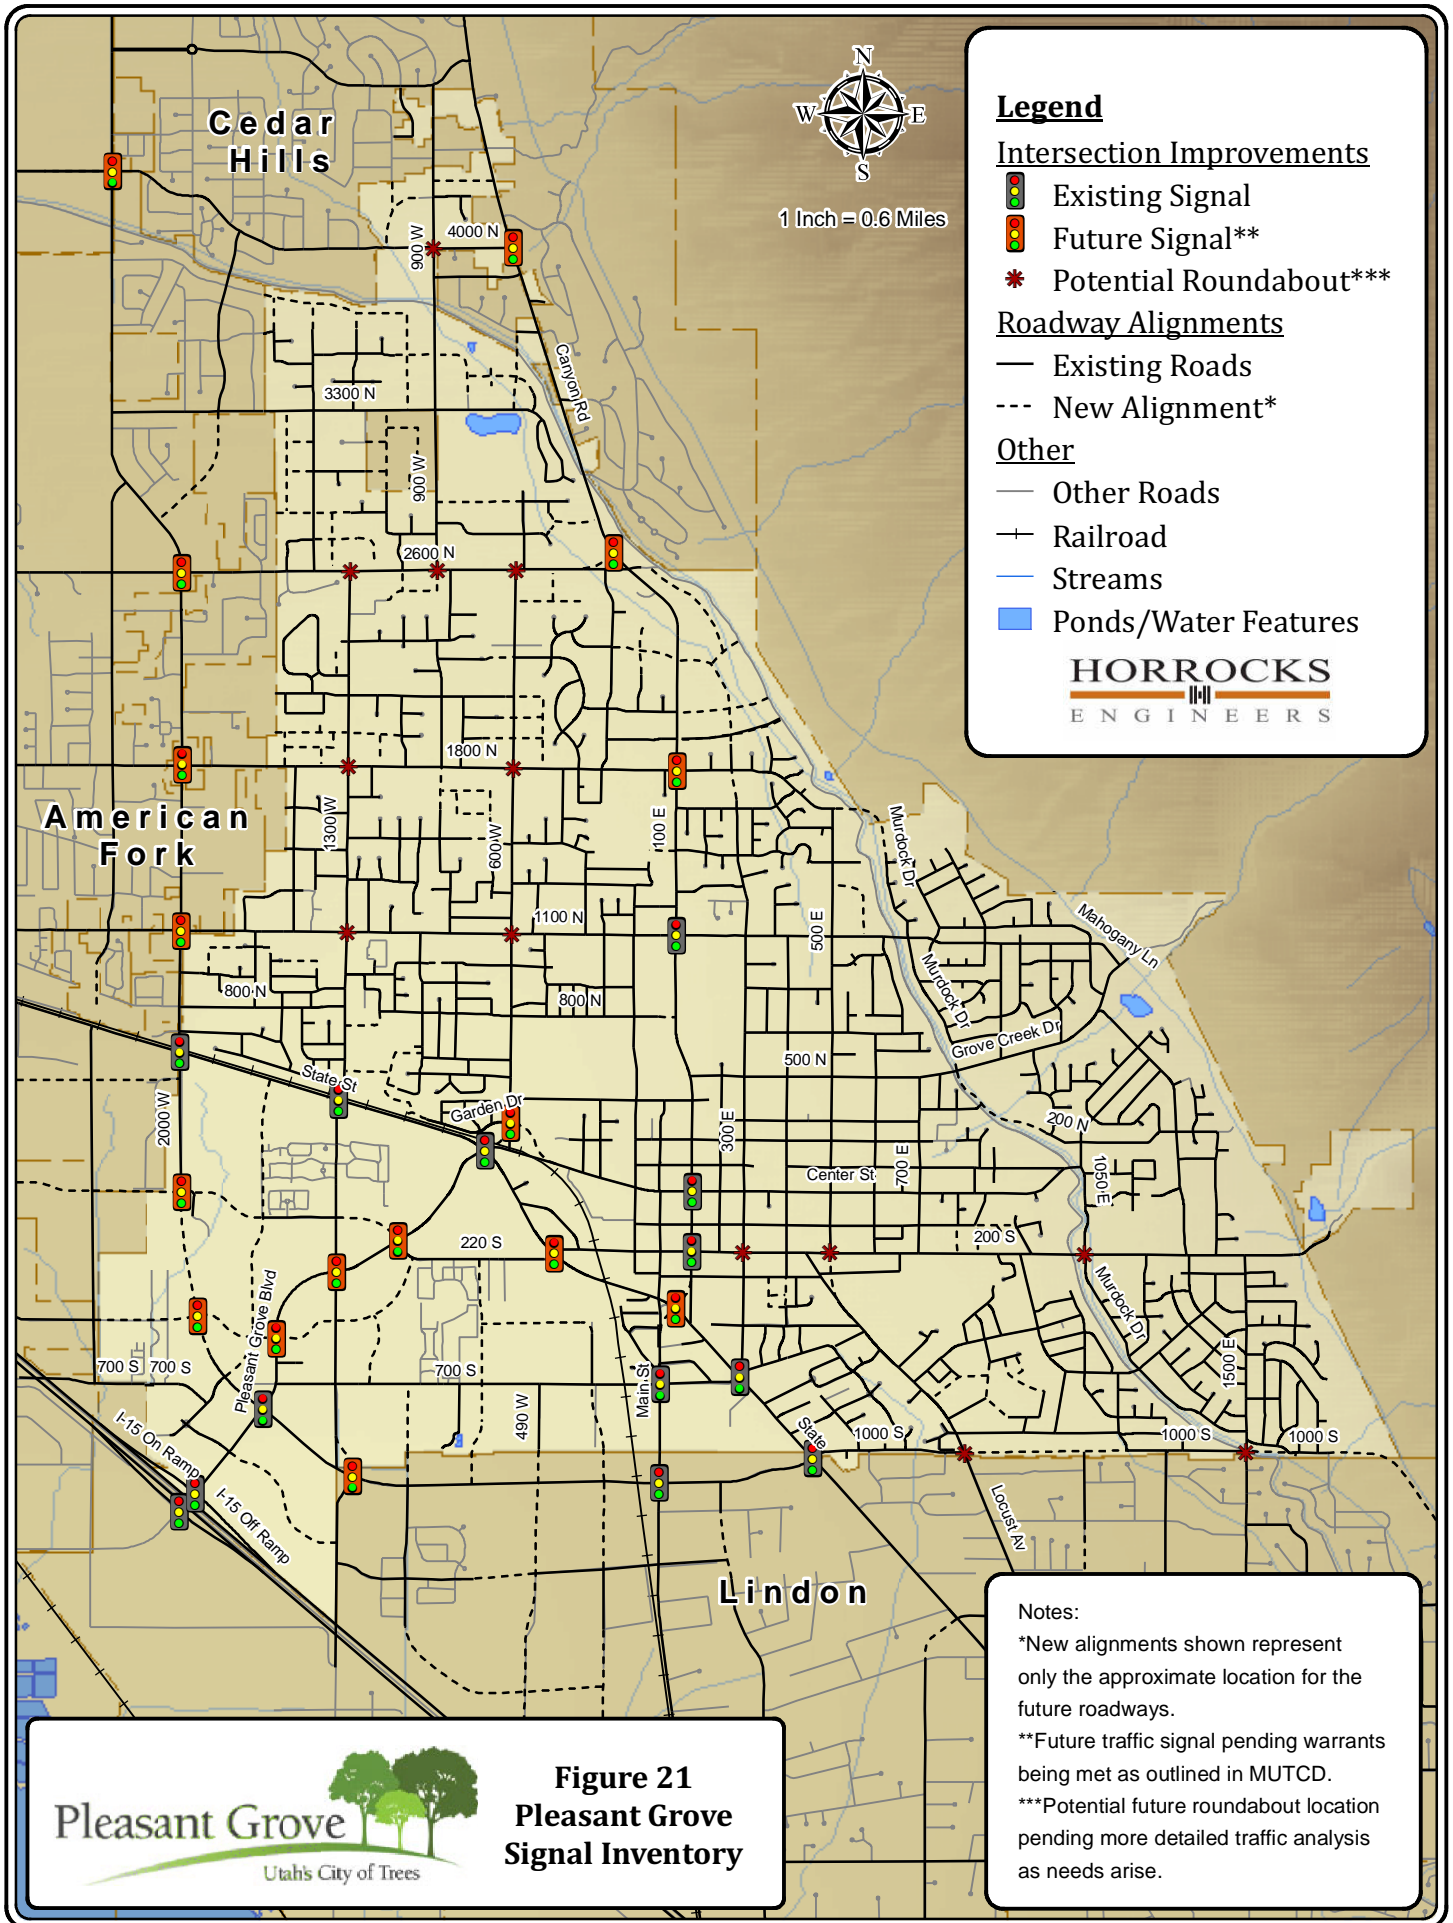 Cedar
Hills
N
W E
S
1 Inch = 0.6 Miles
Legend
Intersection Improvements
Existing Signal
Future Signal**
Potential Roundabout***
Roadway Alignments
Existing Roads
New Alignment*
Other
Other Roads
Railroad
Streams
Ponds/Water Features
HORROCKS
ENGINEERS
900 W
4000 N
Canyon Rd
3300 N
900 W
2600 N
1800 N
American
Fork
1300 W
600 W
100 E
Murdock Dr
1100 N
500 E
Mahogany Ln
Murdock Dr
800 N
800 N
Grove Creek Dr
500 N
State St
Garden Dr
2000 W
300 E
200 N
700 E
Center St
1050 E
220 S
200 S
Murdock Dr
Pleasant Grove Blvd
700 S
700 S
700 S
Main St
1500 E
490 W
State
1000 S
1000 S
1000 S
I-15 On Ramp
I-15 Off Ramp
Locust Av
Lindon
Notes:
*New alignments shown represent
only the approximate location for the
future roadways.
**Future traffic signal pending warrants
being met as outlined in MUTCD.
***Potential future roundabout location
pending more detailed traffic analysis
as needs arise.
Pleasant Grove
Utah's City of Trees
Figure 21
Pleasant Grove
Signal Inventory